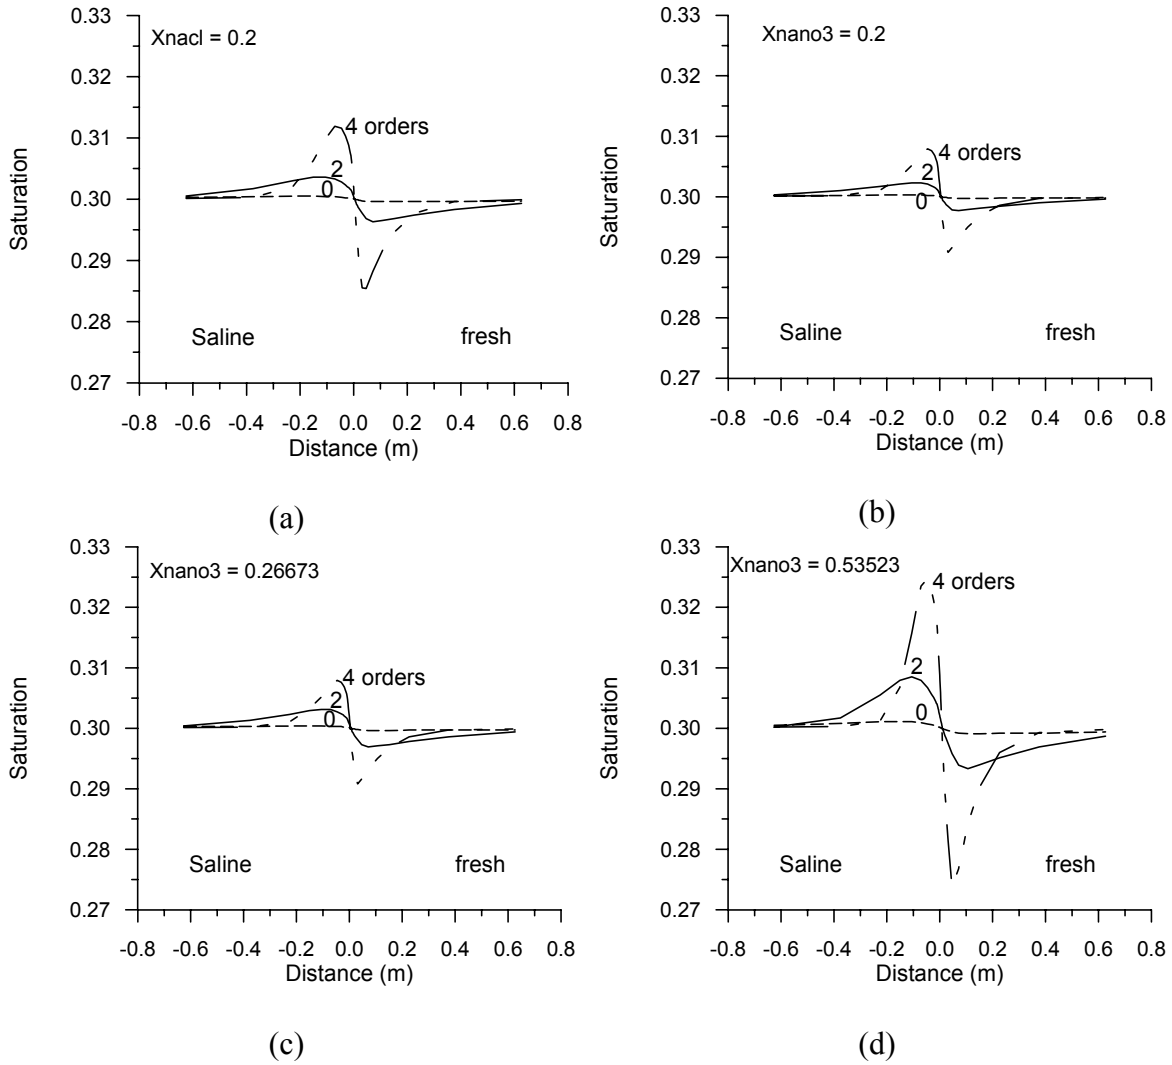 Xnacl = 0.2
Saturation
0.33
0.32
0.31
0.30
0.29
0.28
0.27
4 orders
2
0
Saline
fresh
-0.8 -0.6 -0.4 -0.2 0.0 0.2 0.4 0.6 0.8
Distance (m)
(a)
Xnano3 = 0.2
Saturation
0.33
0.32
0.31
0.30
0.29
0.28
0.27
4 orders
2
0
Saline
fresh
-0.8 -0.6 -0.4 -0.2 0.0 0.2 0.4 0.6 0.8
Distance (m)
(b)
Xnano3 = 0.26673
Saturation
0.33
0.32
0.31
0.30
0.29
0.28
0.27
4 orders
2
0
Saline
fresh
-0.8 -0.6 -0.4 -0.2 0.0 0.2 0.4 0.6 0.8
Distance (m)
(c)
Xnano3 = 0.53523
Saturation
0.33
0.32
0.31
0.30
0.29
0.28
0.27
4 orders
2
0
Saline
fresh
-0.8 -0.6 -0.4 -0.2 0.0 0.2 0.4 0.6 0.8
Distance (m)
(d)